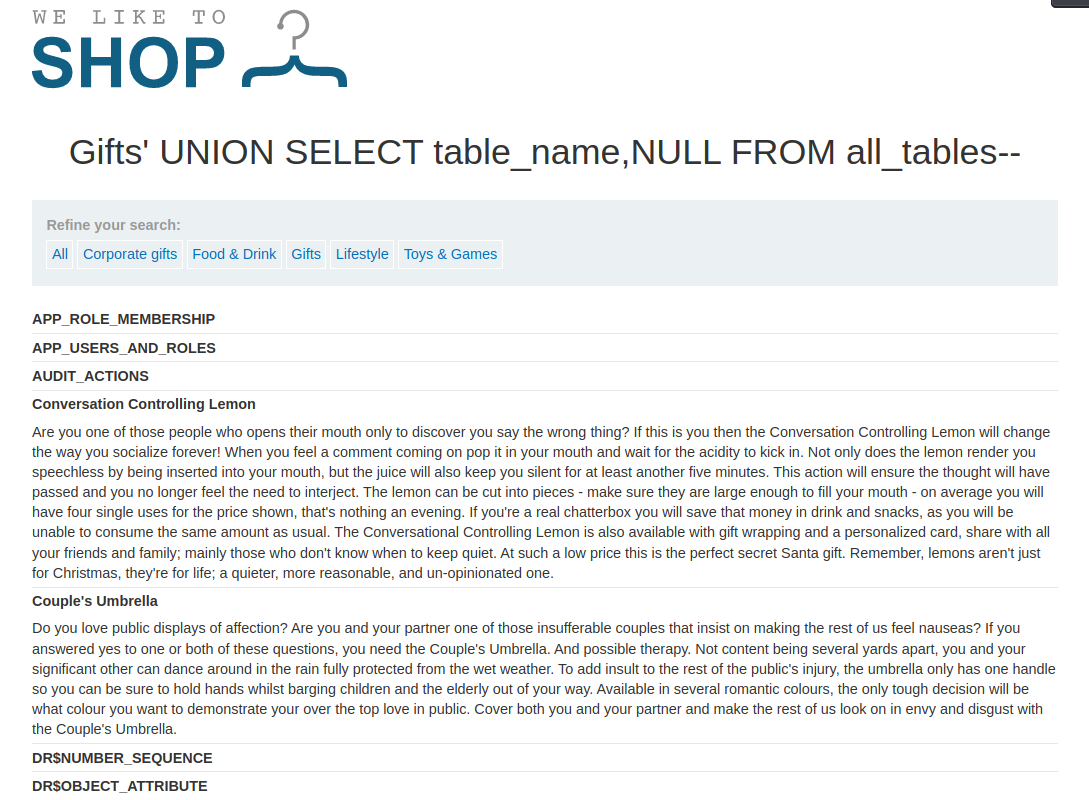 WE LIKE TO
SHOP
Gifts' UNION SELECT table_name,NULL FROM all_tables--
Refine your search:
All Corporate gifts Food & Drink Gifts Lifestyle Toys & Games
APP_ROLE_MEMBERSHIP
APP_USERS_AND_ROLES
AUDIT_ACTIONS
Conversation Controlling Lemon
Are you one of those people who opens their mouth only to discover you say the wrong thing? If this is you then the Conversation Controlling Lemon will change
the way you socialize forever! When you feel a comment coming on pop it in your mouth and wait for the acidity to kick in. Not only does the lemon render you
speechless by being inserted into your mouth, but the juice will also keep you silent for at least another five minutes. This action will ensure the thought will have
passed and you no longer feel the need to interject. The lemon can be cut into pieces - make sure they are large enough to fill your mouth - on average you will
have four single uses for the price shown, that's nothing an evening. If you're a real chatterbox you will save that money in drink and snacks, as you will be
unable to consume the same amount as usual. The Conversational Controlling Lemon is also available with gift wrapping and a personalized card, share with all
your friends and family; mainly those who don't know when to keep quiet. At such a low price this is the perfect secret Santa gift. Remember, lemons aren't just
for Christmas, they're for life; a quieter, more reasonable, and un-opinionated one.
Couple's Umbrella
Do you love public displays of affection? Are you and your partner one of those insufferable couples that insist on making the rest of us feel nauseas? If you
answered yes to one or both of these questions, you need the Couple's Umbrella. And possible therapy. Not content being several yards apart, you and your
significant other can dance around in the rain fully protected from the wet weather. To add insult to the rest of the public's injury, the umbrella only has one handle
so you can be sure to hold hands whilst barging children and the elderly out of your way. Available in several romantic colours, the only tough decision will be
what colour you want to demonstrate your over the top love in public. Cover both you and your partner and make the rest of us look on in envy and disgust with
the Couple's Umbrella.
DR$NUMBER_SEQUENCE
DR$OBJECT_ATTRIBUTE